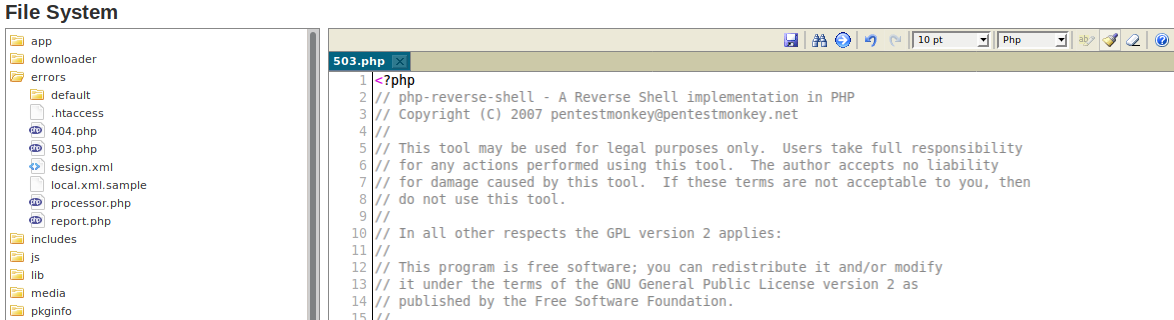 File System
app
downloader
errors
default
.htaccess
404.php
503.php
design.xml
local.xml.sample
processor.php
report.php
includes
js
lib
media
pkginfo
10 pt Php
503.php
1 <?php
2 // php-reverse-shell - A Reverse Shell implementation in PHP
3 // Copyright (C) 2007 pentestmonkey@pentestmonkey.net
4 //
5 // This tool may be used for legal purposes only.  Users take full responsibility
6 // for any actions performed using this tool.  The author accepts no liability
7 // for damage caused by this tool.  If these terms are not acceptable to you, then
8 // do not use this tool.
9 //
10 // In all other respects the GPL version 2 applies:
11 //
12 // This program is free software; you can redistribute it and/or modify
13 // it under the terms of the GNU General Public License version 2 as
14 // published by the Free Software Foundation.
15 //